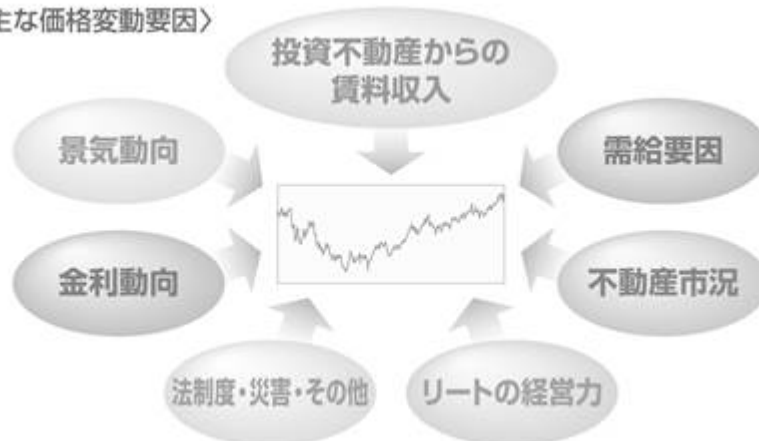 主な価格変動要因〉
投資不動産からの
賃料収入
景気動向
需給要因
金利動向
不動産市況
法制度・災害・その他
リートの経営力